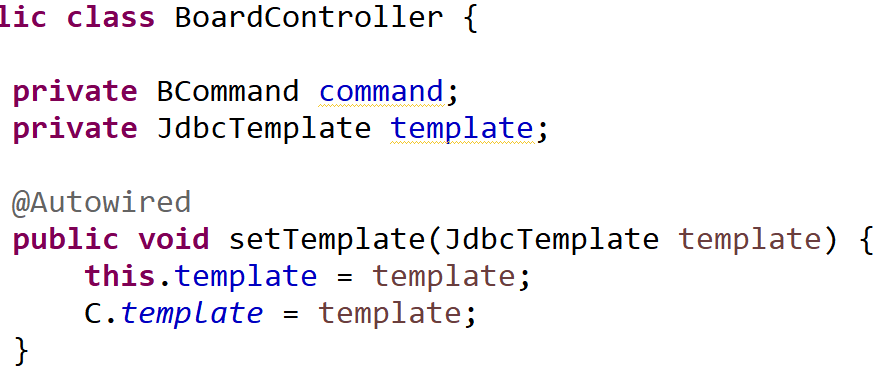 lic class BoardController {
private BCommand command;
private JdbcTemplate template;
@Autowired
public void setTemplate(JdbcTemplate template) {
this.template = template;
C.template = template;
}